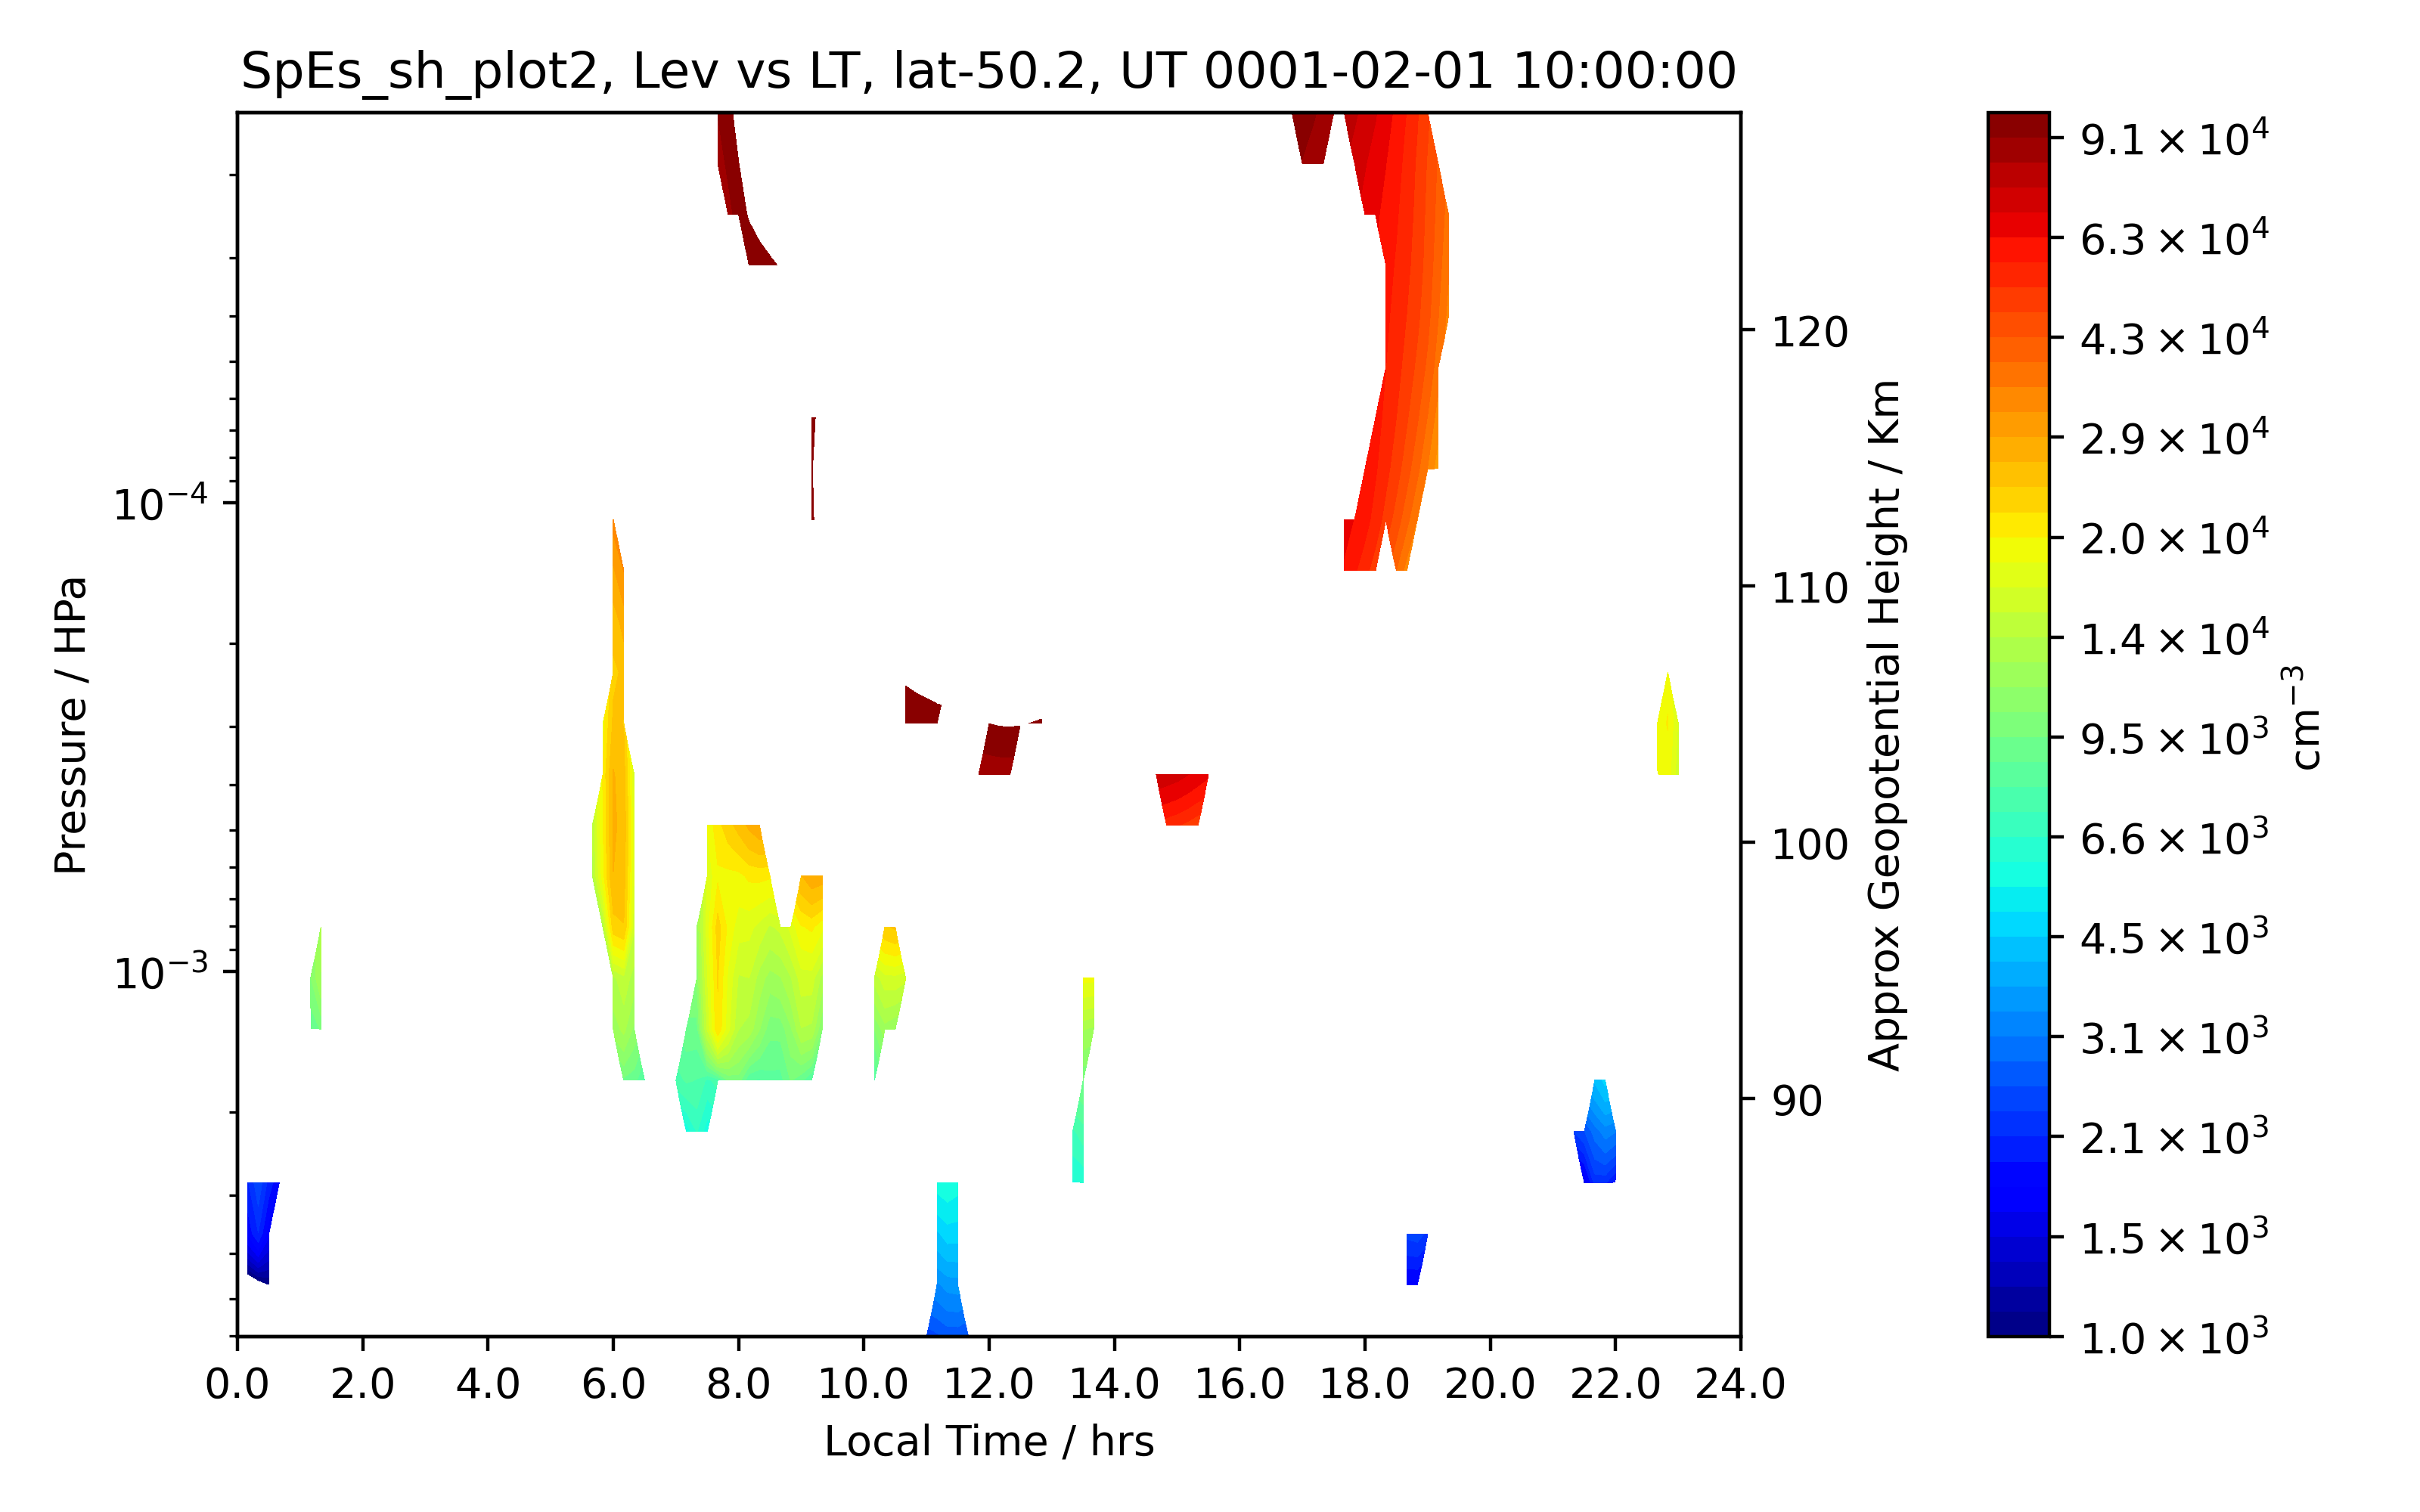 SpEs_sh_plot2, Lev vs LT, lat-50.2, UT 0001-02-01 10:00:00
Pressure / HPa
10⁻⁴
10⁻³
0.0 2.0 4.0 6.0 8.0 10.0 12.0 14.0 16.0 18.0 20.0 22.0 24.0
Local Time / hrs
120
110
100
90
Approx Geopotential Height / Km
9.1 × 10⁴
6.3 × 10⁴
4.3 × 10⁴
2.9 × 10⁴
2.0 × 10⁴
1.4 × 10⁴
9.5 × 10³
6.6 × 10³
4.5 × 10³
3.1 × 10³
2.1 × 10³
1.5 × 10³
1.0 × 10³
cm⁻³